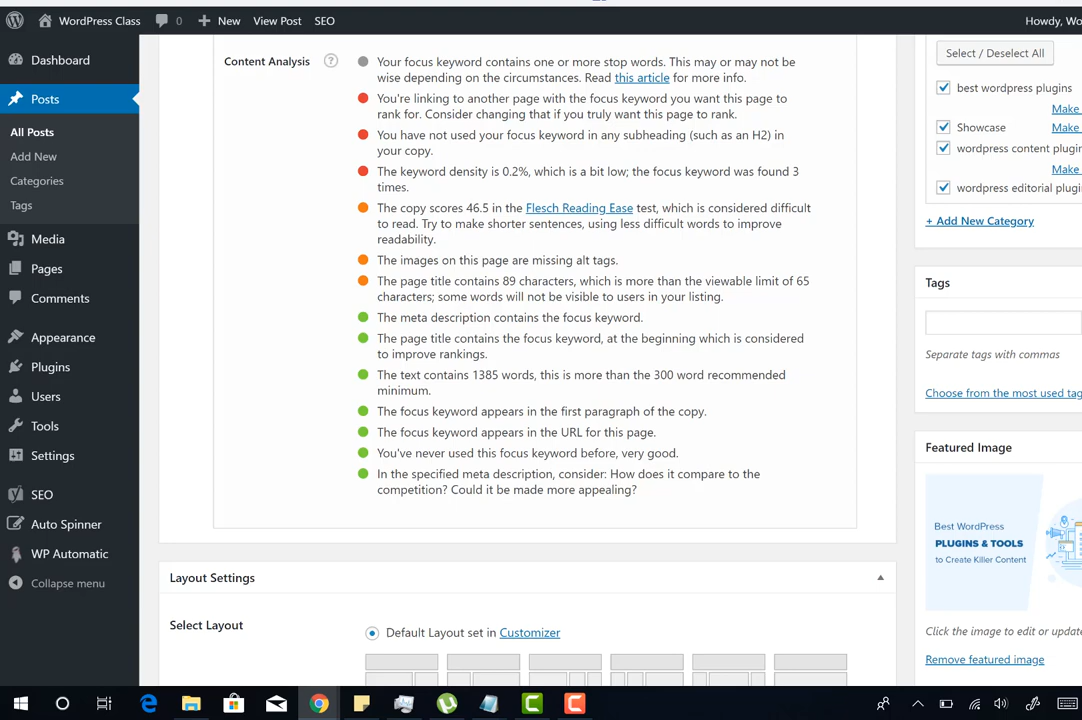 WordPress Class
0
New
View Post
SEO
Howdy, Wo
Dashboard
Posts
All Posts
Add New
Categories
Tags
Media
Pages
Comments
Appearance
Plugins
Users
Tools
Settings
SEO
Auto Spinner
WP Automatic
Collapse menu
Content Analysis
?
Your focus keyword contains one or more stop words. This may or may not be
wise depending on the circumstances. Read this article for more info.
You're linking to another page with the focus keyword you want this page to
rank for. Consider changing that if you truly want this page to rank.
You have not used your focus keyword in any subheading (such as an H2) in
your copy.
The keyword density is 0.2%, which is a bit low; the focus keyword was found 3
times.
The copy scores 46.5 in the Flesch Reading Ease test, which is considered difficult
to read. Try to make shorter sentences, using less difficult words to improve
readability.
The images on this page are missing alt tags.
The page title contains 89 characters, which is more than the viewable limit of 65
characters; some words will not be visible to users in your listing.
The meta description contains the focus keyword.
The page title contains the focus keyword, at the beginning which is considered
to improve rankings.
The text contains 1385 words, this is more than the 300 word recommended
minimum.
The focus keyword appears in the first paragraph of the copy.
The focus keyword appears in the URL for this page.
You've never used this focus keyword before, very good.
In the specified meta description, consider: How does it compare to the
competition? Could it be made more appealing?
Layout Settings
Select Layout
Default Layout set in Customizer
Select / Deselect All
best wordpress plugins
Make
Showcase
Make
wordpress content plugin
Make
wordpress editorial plugi
+ Add New Category
Tags
Separate tags with commas
Choose from the most used tag
Featured Image
Best WordPress
PLUGINS & TOOLS
to Create Killer Content
Click the image to edit or update
Remove featured image